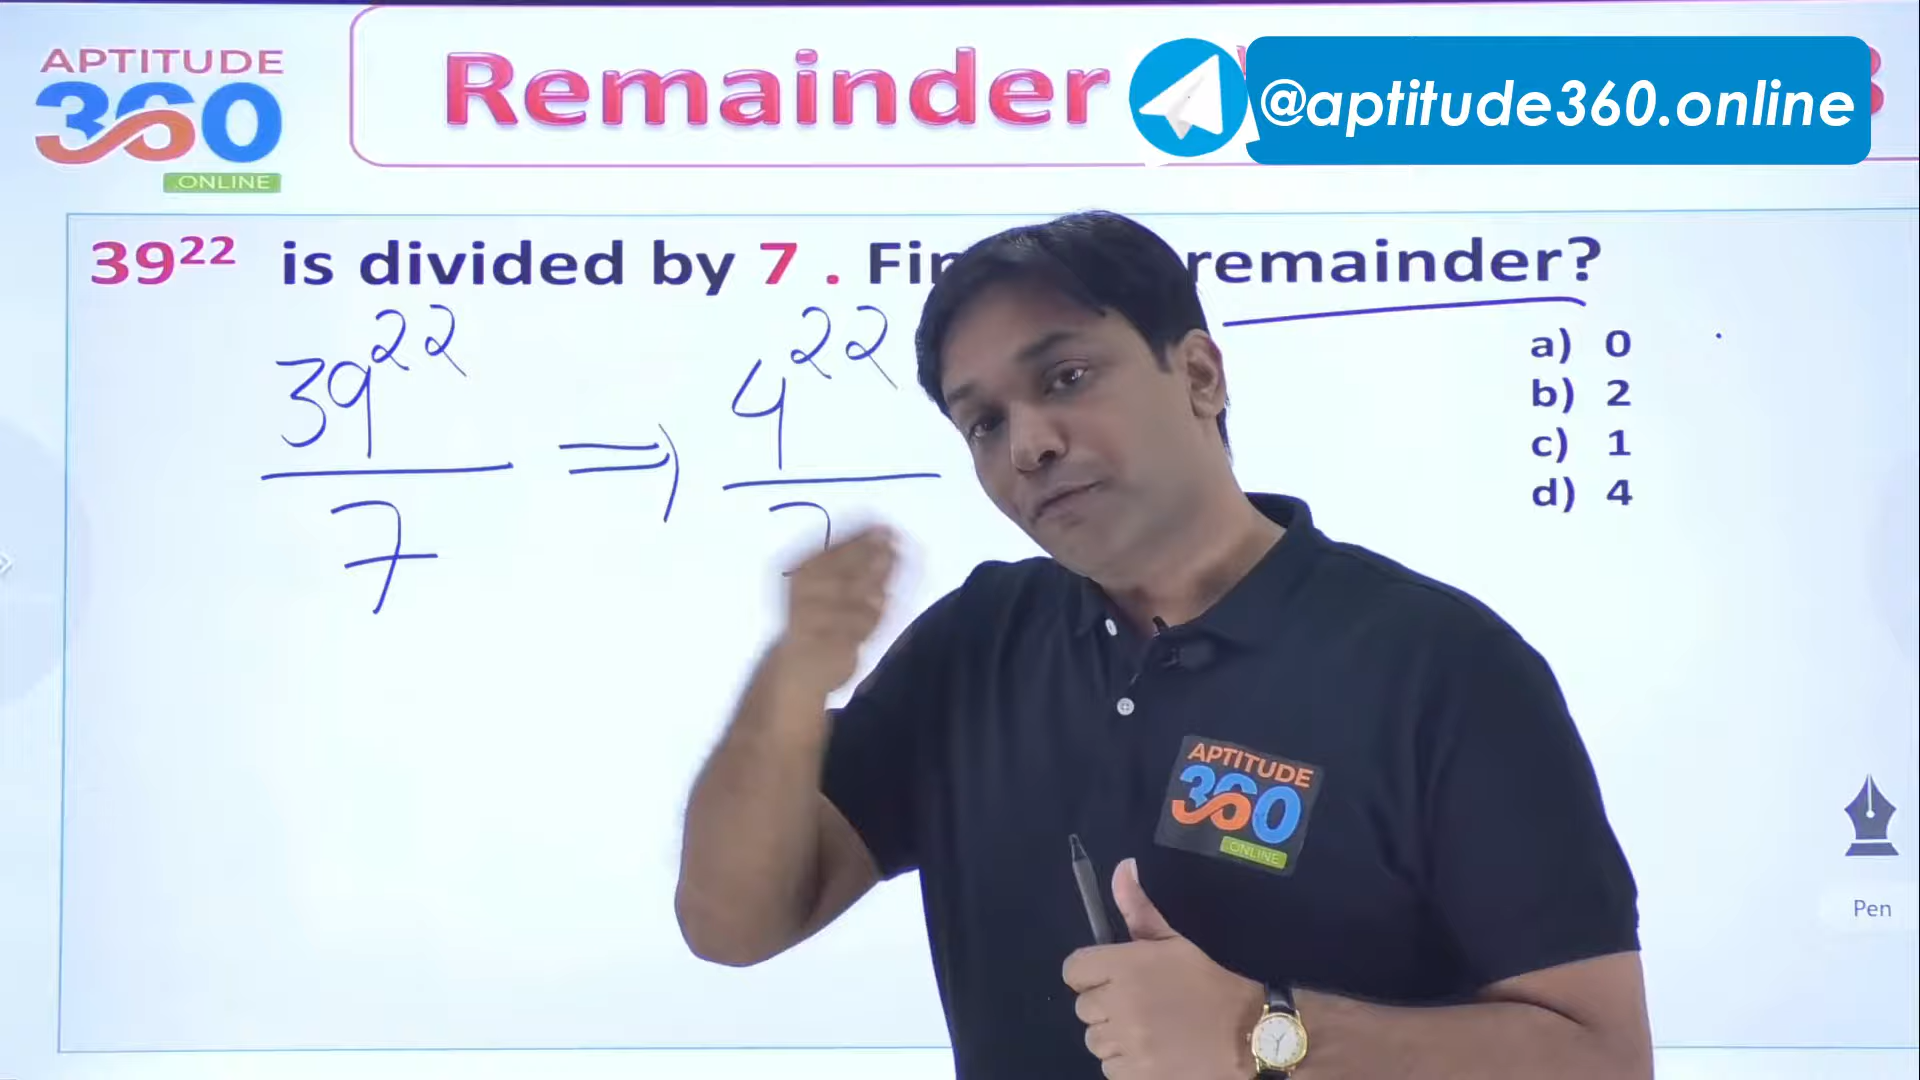 APTITUDE
360
.ONLINE
Remainder
@aptitude360.online
39²² is divided by 7 . remainder?
a) 0
b) 2
c) 1
d) 4
39²² ⇒ 4²²
7 7
APTITUDE
360
ONLINE
Pen